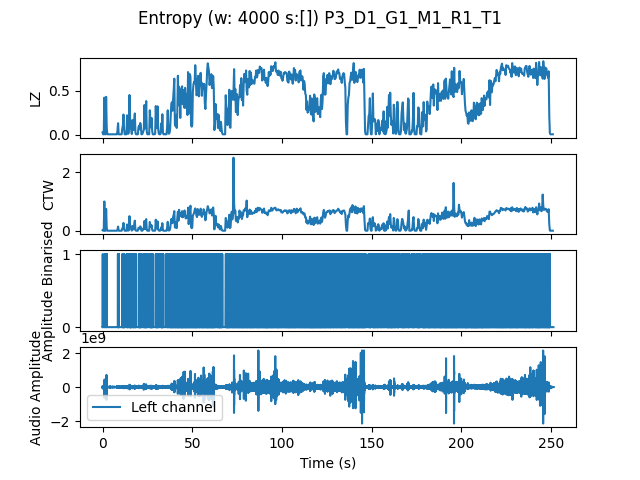 Entropy (w: 4000 s:[]) P3_D1_G1_M1_R1_T1
LZ
0.5
0.0
CTW
2
0
Amplitude Binarised
1
0
1e9
Audio Amplitude
2
0
−2
Left channel
0 50 100 150 200 250
Time (s)